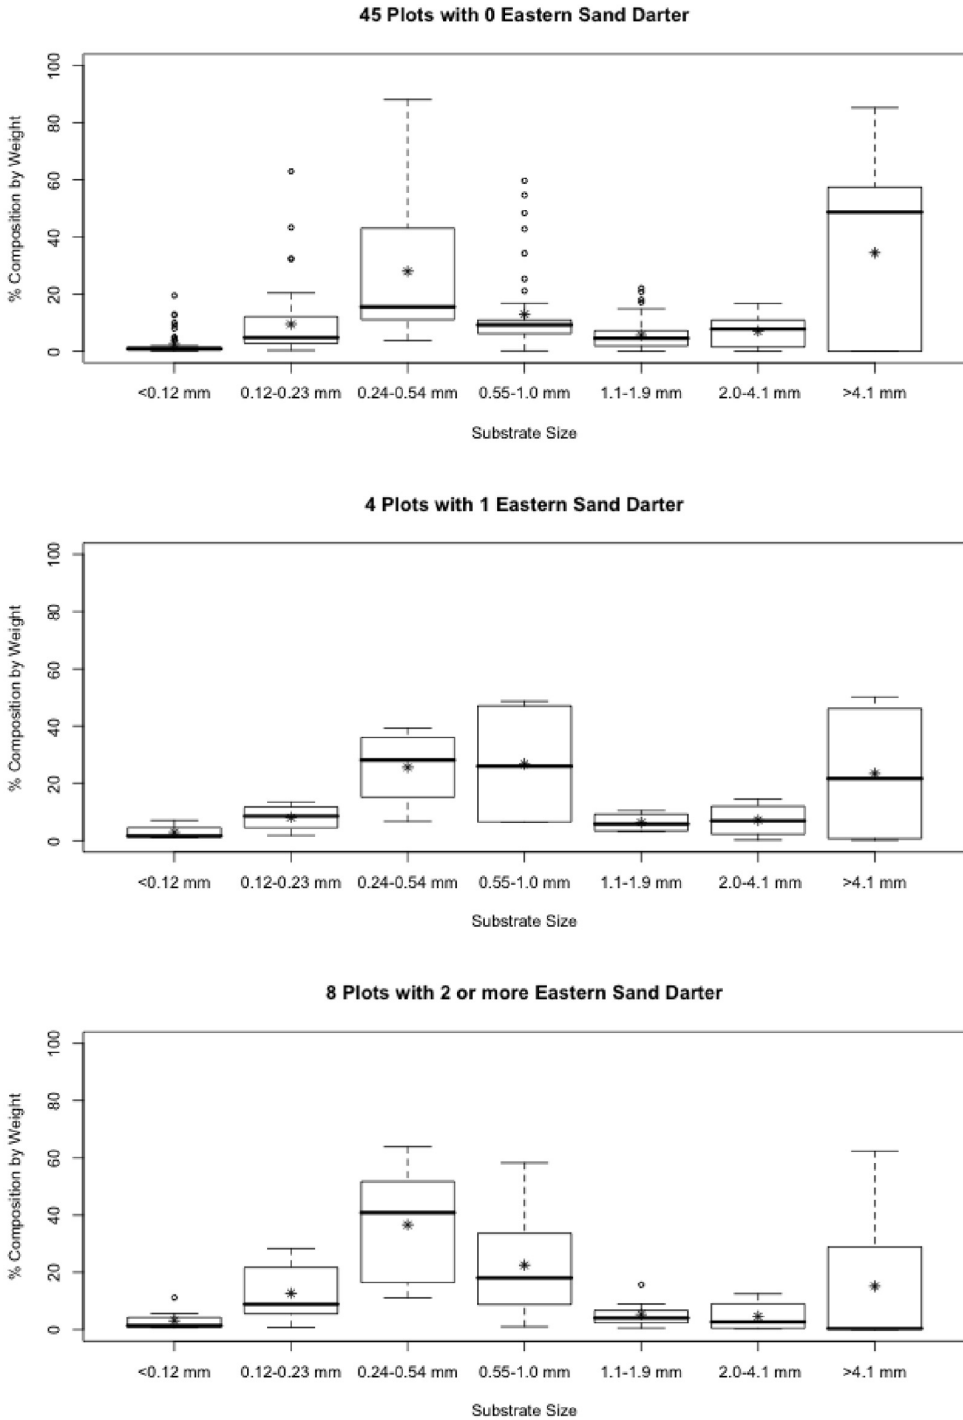 45 Plots with 0 Eastern Sand Darter
% Composition by Weight
100
80
60
40
20
0
<0.12 mm 0.12-0.23 mm 0.24-0.54 mm 0.55-1.0 mm 1.1-1.9 mm 2.0-4.1 mm >4.1 mm
Substrate Size
4 Plots with 1 Eastern Sand Darter
% Composition by Weight
100
80
60
40
20
0
<0.12 mm 0.12-0.23 mm 0.24-0.54 mm 0.55-1.0 mm 1.1-1.9 mm 2.0-4.1 mm >4.1 mm
Substrate Size
8 Plots with 2 or more Eastern Sand Darter
% Composition by Weight
100
80
60
40
20
0
<0.12 mm 0.12-0.23 mm 0.24-0.54 mm 0.55-1.0 mm 1.1-1.9 mm 2.0-4.1 mm >4.1 mm
Substrate Size